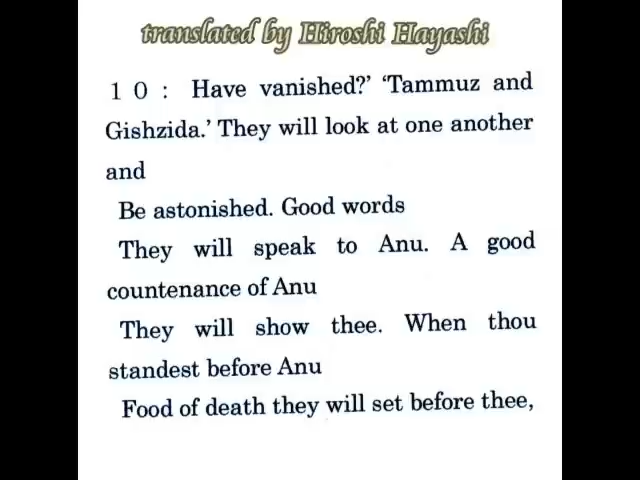 translated by Hiroshi Hayashi
10: Have vanished?’ ‘Tammuz and
Gishzida.’ They will look at one another
and
Be astonished. Good words
They will speak to Anu. A good
countenance of Anu
They will show thee. When thou
standest before Anu
Food of death they will set before thee,